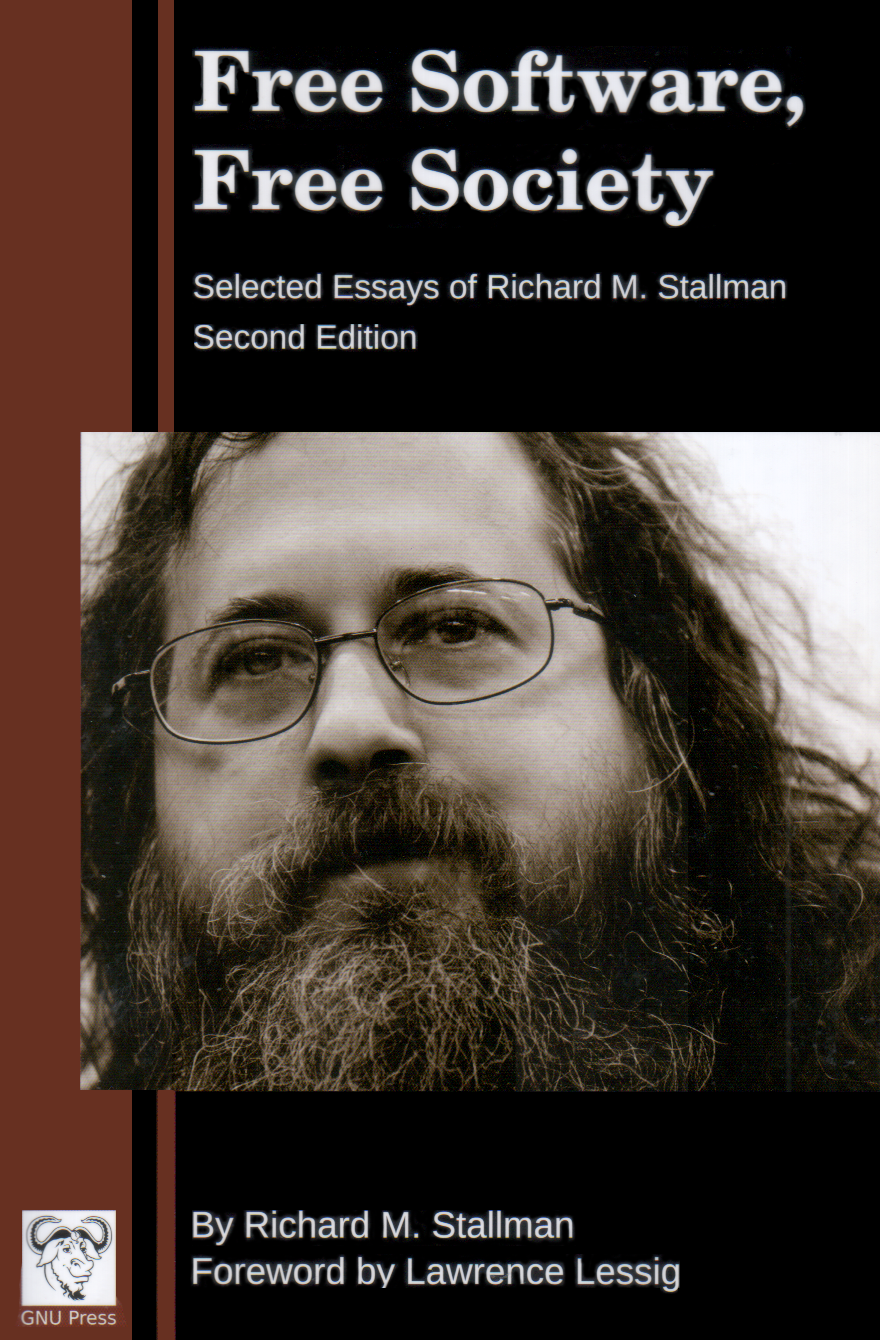 Free Software,
Free Society
Selected Essays of Richard M. Stallman
Second Edition
By Richard M. Stallman
Foreword by Lawrence Lessig
GNU Press